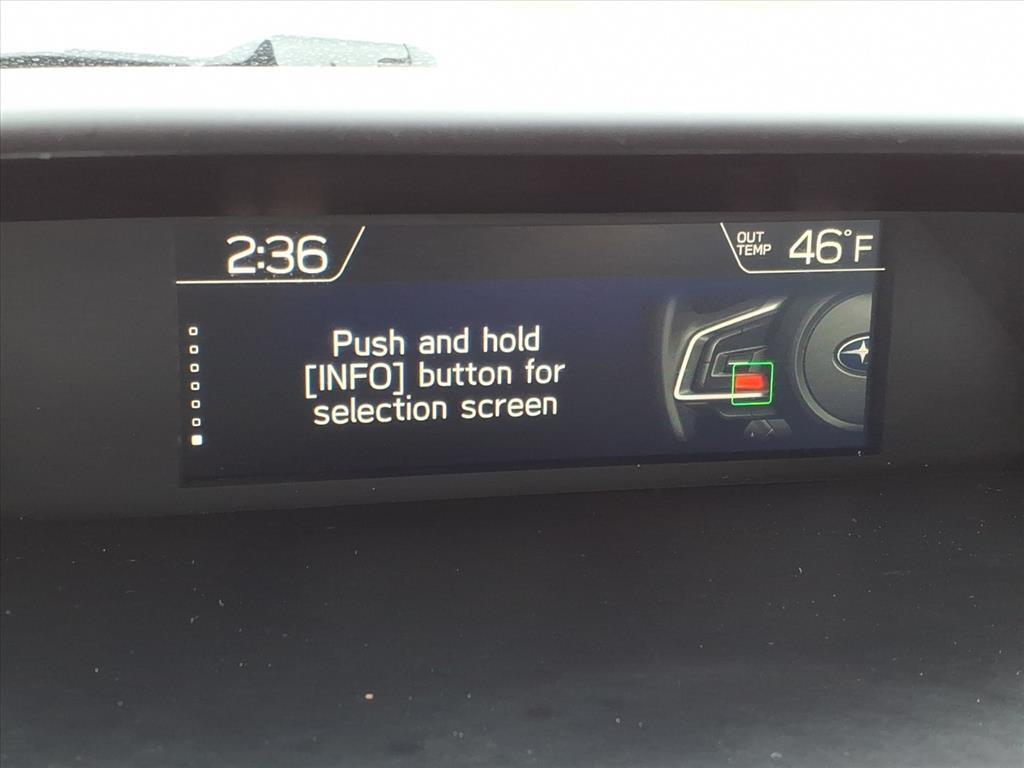 2:36
OUT
TEMP
46°F
Push and hold
[INFO] button for
selection screen